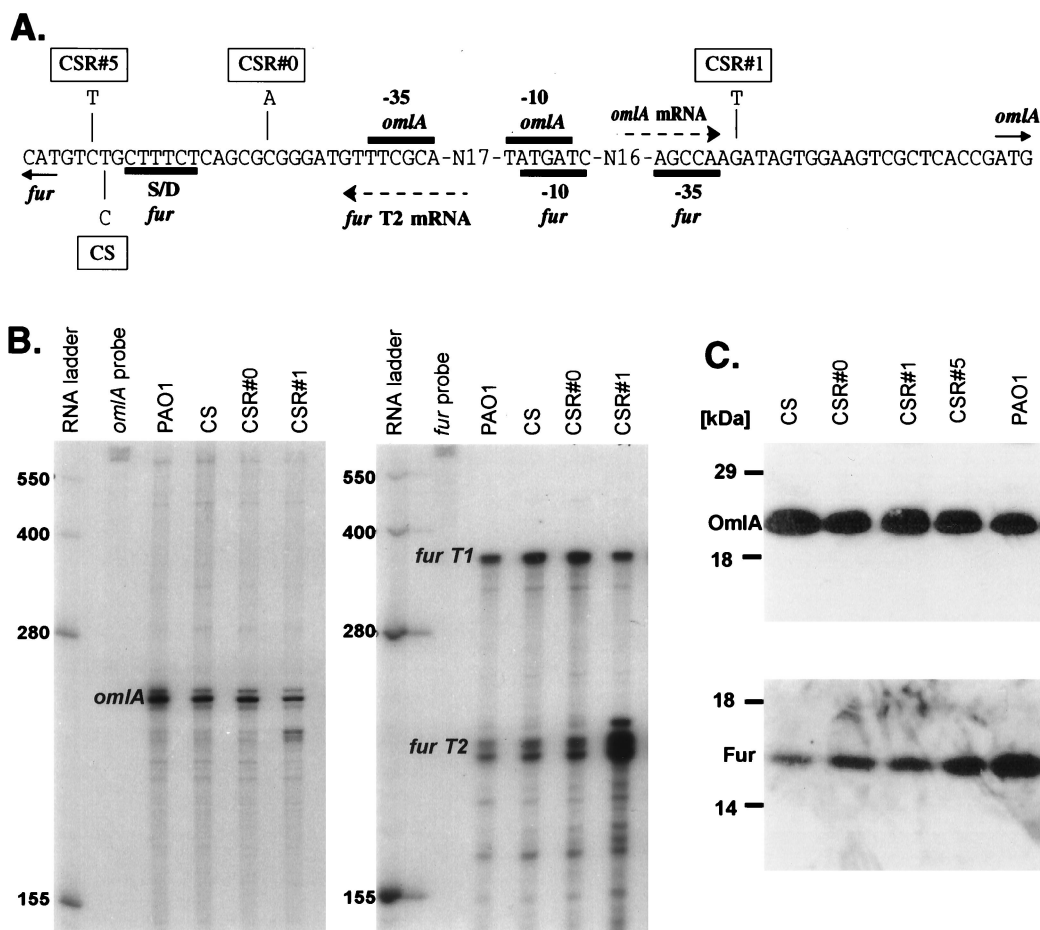 A.
CSR#5
CSR#0
CSR#1
T
A
-35
omlA
-10
omlA
omlA mRNA
T
omlA
CATGTCTGCTTTCTCAGCGCGGGATGTTTCGCA-N17-TATGATC-N16-AGCCAAGATAGTGGAAGTCGCTCACCGATG
fur
S/D
fur
fur T2 mRNA
-10
fur
-35
fur
C
CS
B.
RNA ladder
omlA probe
PAO1
CS
CSR#0
CSR#1
550
400
280
omlA
155
RNA ladder
fur probe
PAO1
CS
CSR#0
CSR#1
550
400
fur T1
280
fur T2
155
C.
[kDa]
CS
CSR#0
CSR#1
CSR#5
PAO1
29
OmlA
18
18
Fur
14